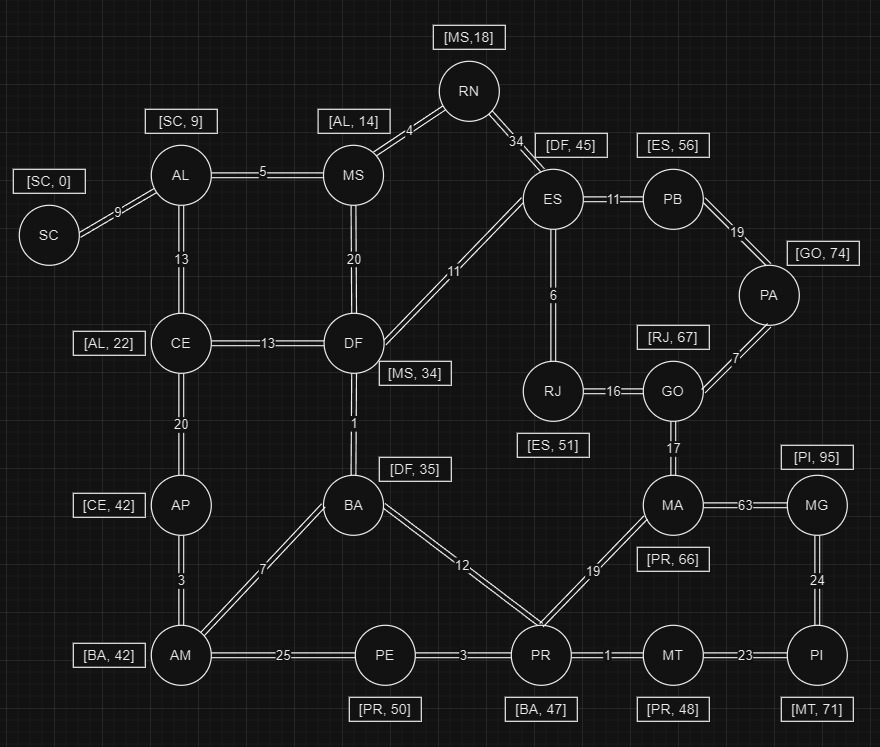 [MS,18]
RN
[SC, 9]
[AL, 14]
4
34
[DF, 45]
[ES, 56]
[SC, 0]
AL
5
MS
ES
11
PB
9
SC
19
13
20
11
[GO, 74]
6
PA
[AL, 22]
CE
13
DF
[RJ, 67]
7
[MS, 34]
RJ
16
GO
20
1
[ES, 51]
17
[DF, 35]
[PI, 95]
[CE, 42]
AP
BA
MA
63
MG
[PR, 66]
3
7
12
19
24
[BA, 42]
AM
25
PE
3
PR
1
MT
23
PI
[PR, 50]
[BA, 47]
[PR, 48]
[MT, 71]